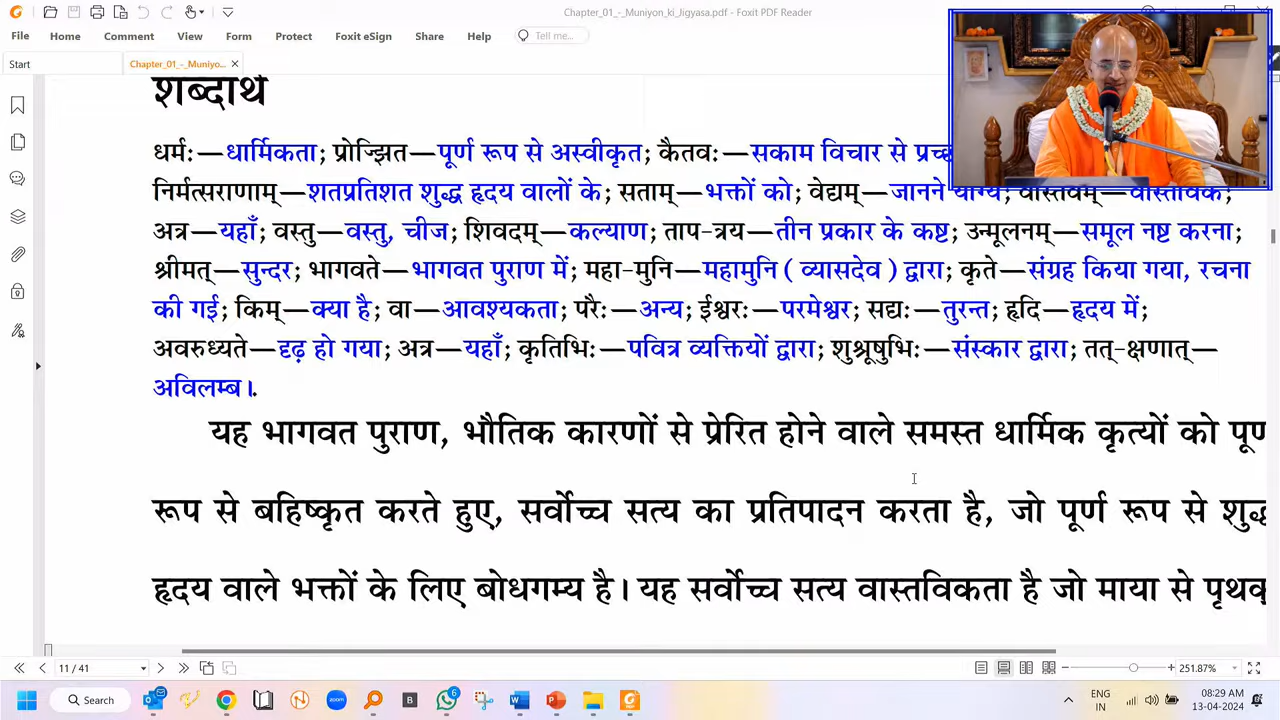 Chapter_01_-_Muniyon_ki_Jigyasa.pdf - Foxit PDF Reader
File Home Comment View Form Protect Foxit eSign Share Help Tell me...
Start Chapter_01_-_Muniyo...
शब्दार्थ
धर्मः—धार्मिकता; प्रोज्झित—पूर्ण रूप से अस्वीकृत; कैतवः—सकाम विचार से
निर्मत्सराणाम्—शतप्रतिशत शुद्ध हृदय वालों के; सताम्—भक्तों को; वेद्यम्—जानने योग्य; वास्तवम्—वास्तविक;
अत्र—यहाँ; वस्तु—वस्तु, चीज; शिवदम्—कल्याण; ताप-त्रय—तीन प्रकार के कष्ट; उन्मूलनम्—समूल नष्ट करना;
श्रीमत्—सुन्दर; भागवते—भागवत पुराण में; महा-मुनि—महामुनि (व्यासदेव) द्वारा; कृते—संग्रह किया गया, रचना
की गई; किम्—क्या है; वा—आवश्यकता; परैः—अन्य; ईश्वरः—परमेश्वर; सद्यः—तुरन्त; हृदि—हृदय में;
अवरुध्यते—दृढ़ हो गया; अत्र—यहाँ; कृतिभिः—पवित्र व्यक्तियों द्वारा; शुश्रूषुभिः—संस्कार द्वारा; तत्-क्षणात्—
अविलम्ब।.
यह भागवत पुराण, भौतिक कारणों से प्रेरित होने वाले समस्त धार्मिक कृत्यों को
रूप से बहिष्कृत करते हुए, सर्वोच्च सत्य का प्रतिपादन करता है, जो पूर्ण रूप से शुद्ध
हृदय वाले भक्तों के लिए बोधगम्य है। यह सर्वोच्च सत्य वास्तविकता है जो माया से
11 / 41 251.87%
Search 6 ENG IN 08:29 AM 13-04-2024